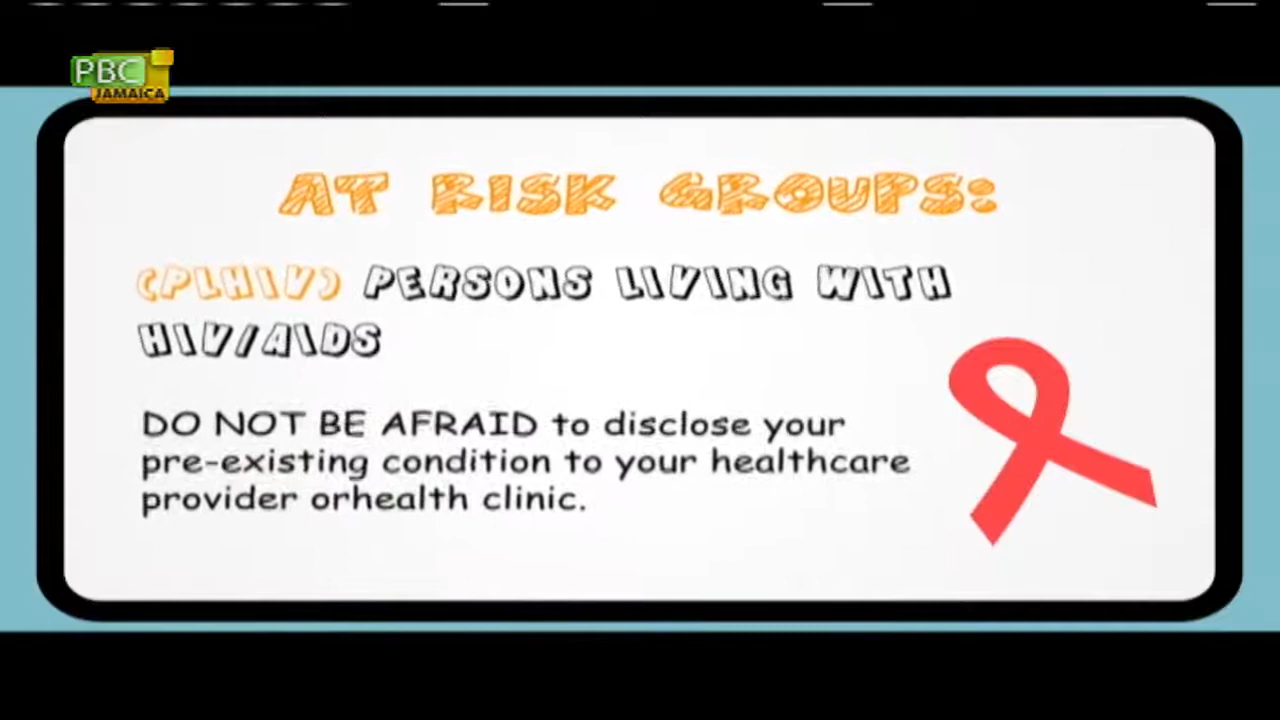 PBC
JAMAICA
AT RISK GROUPS:
(PLHIV) PERSONS LIVING WITH
HIV/AIDS
DO NOT BE AFRAID to disclose your
pre-existing condition to your healthcare
provider orhealth clinic.